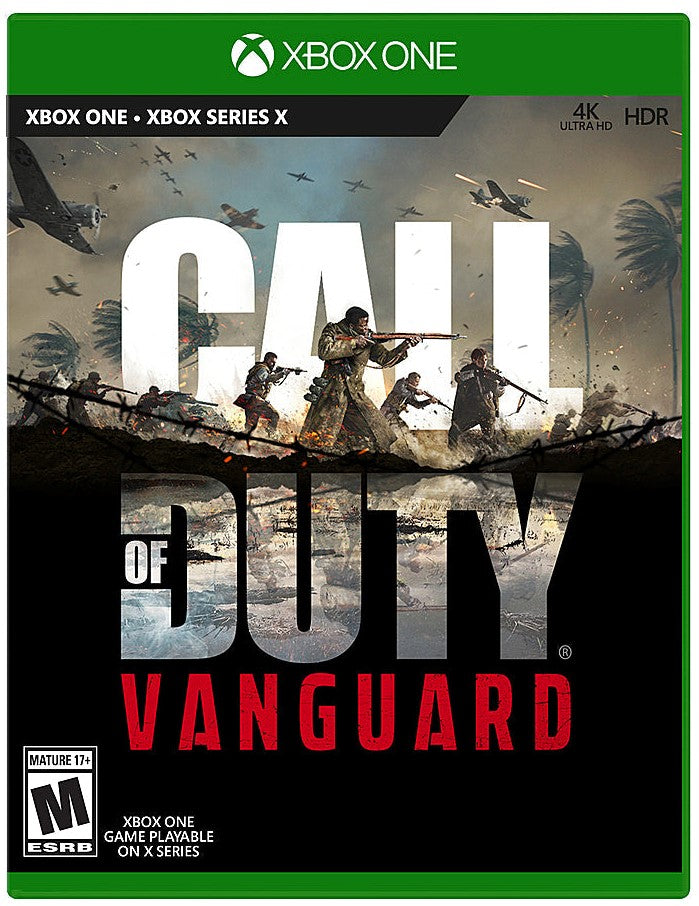 XBOX ONE
XBOX ONE • XBOX SERIES X
4K
ULTRA HD
HDR
CALL
OF
DUTY
®
VANGUARD
MATURE 17+
M
ESRB
XBOX ONE
GAME PLAYABLE
ON X SERIES